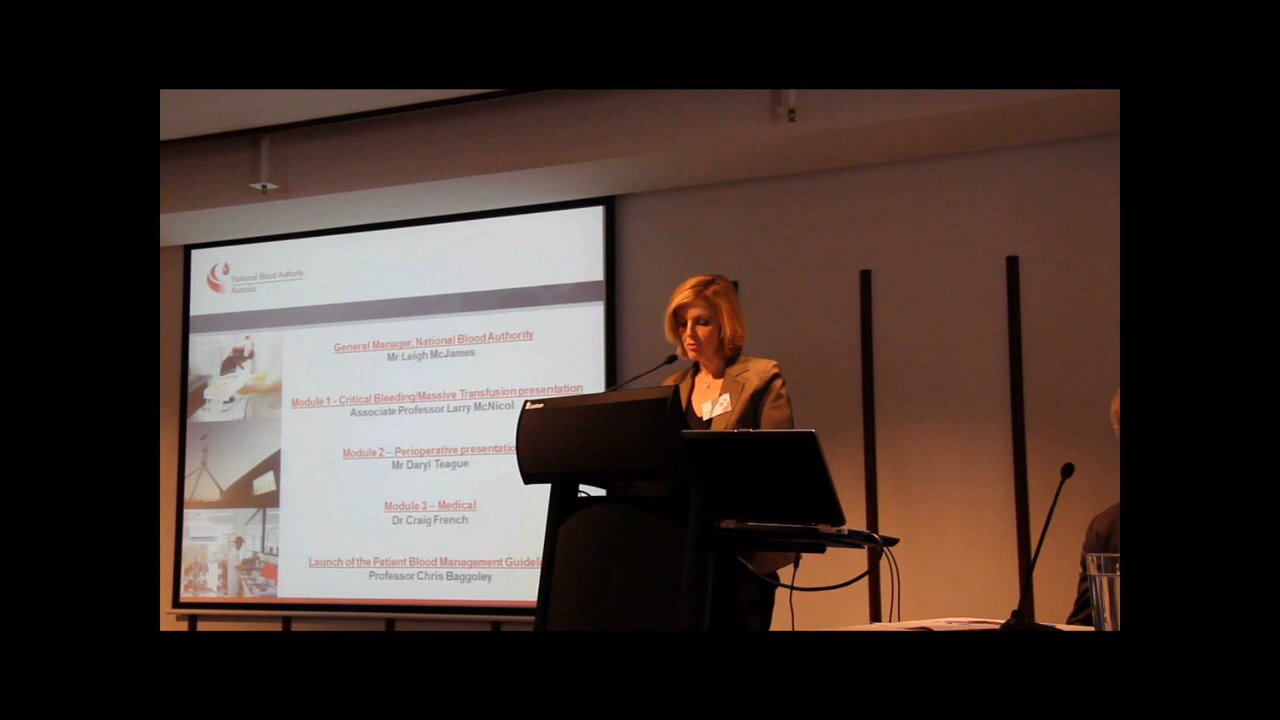 National Blood Authority
Australia
General Manager, National Blood Authority
Mr Leigh McJames
Module 1 - Critical Bleeding/Massive Transfusion presentation
Associate Professor Larry McNicol
Module 2 – Perioperative presentatio
Mr Daryl Teague
Module 3 – Medical
Dr Craig French
Launch of the Patient Blood Management Guideli
Professor Chris Baggoley